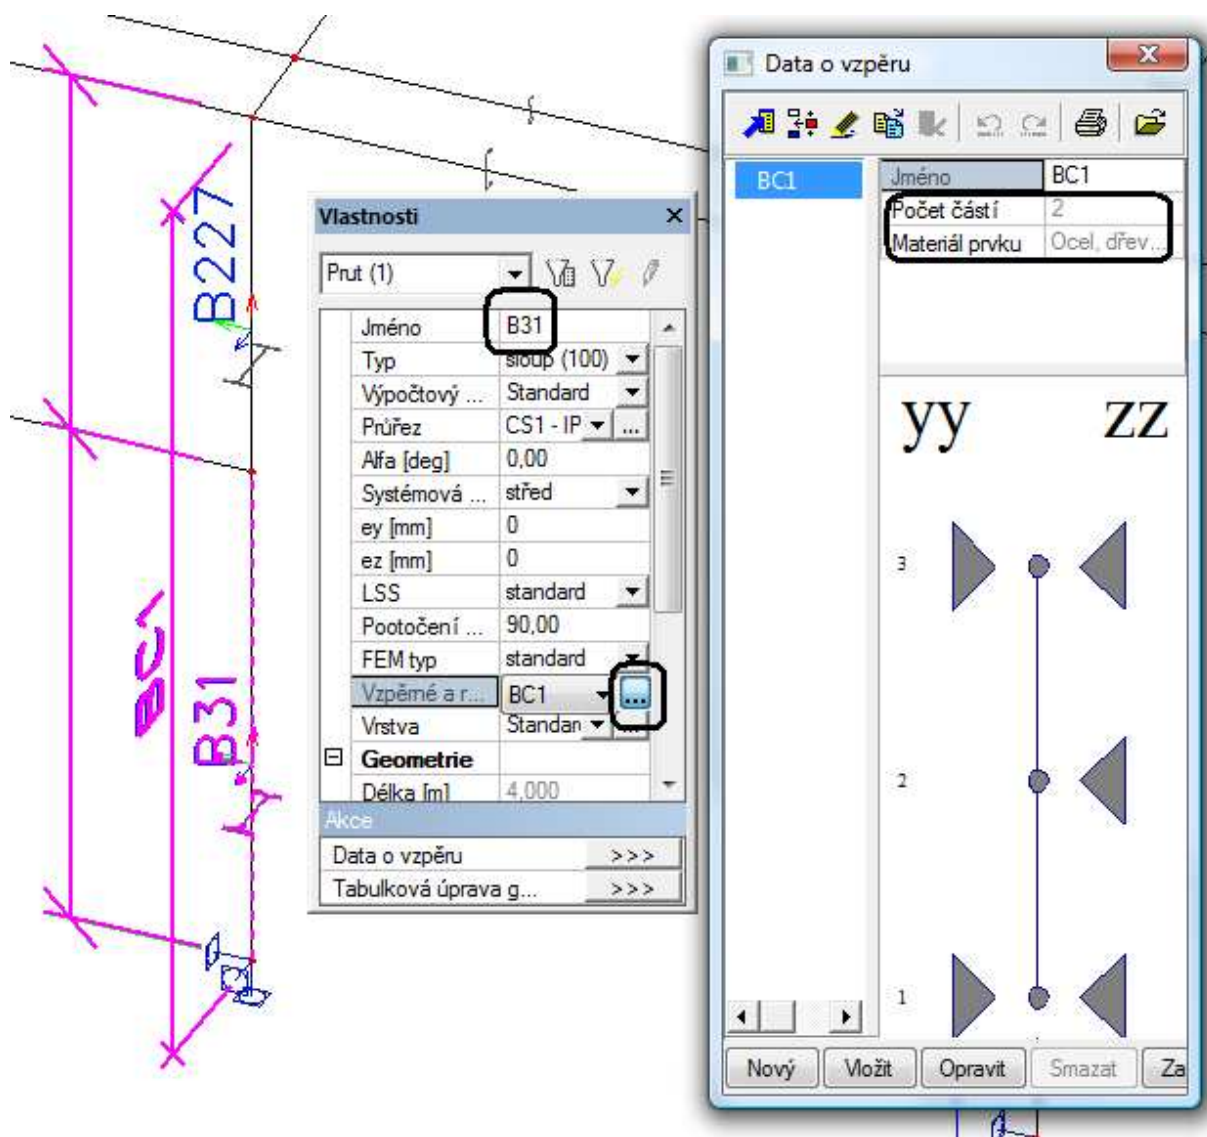 B227
BC1
B31
Vlastnosti
Prut (1)
Jméno B31
Typ sloup (100)
Výpočtový ... Standard
Průřez CS1 - IP ...
Alfa [deg] 0,00
Systémová ... střed
ey [mm] 0
ez [mm] 0
LSS standard
Pootočení ... 90,00
FEM typ standard
Vzpěrné a r... BC1 ...
Vrstva Standar ...
Geometrie
Délka [m] 4,000
Akce
Data o vzpěru >>>
Tabulková úprava g... >>>
Data o vzpěru
BC1
Jméno BC1
Počet částí 2
Materiál prvku Ocel, dřev...
yy zz
3
2
1
Nový Vložit Opravit Smazat Za